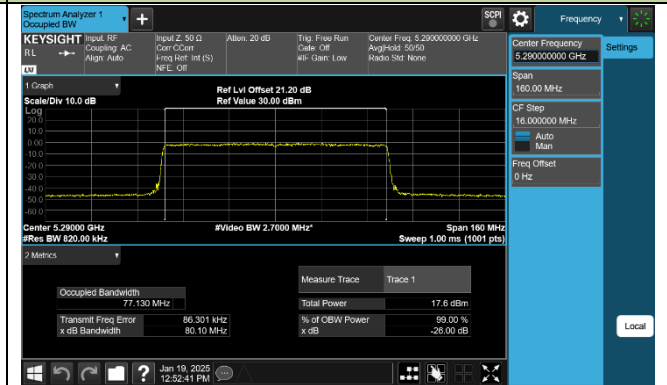 Spectrum Analyzer 1
Occupied BW
+
SCPI
Frequency
KEYSIGHT
RL
LXI
Input: RF
Coupling: AC
Align: Auto
Input Z: 50 Ω
Corr CCorr
Freq Ref: Int (S)
NFE: Off
Atten: 20 dB
Trig: Free Run
Gate: Off
#IF Gain: Low
Center Freq: 5.290000000 GHz
Avg|Hold: 50/50
Radio Std: None
Center Frequency
5.290000000 GHz
Settings
Span
160.00 MHz
CF Step
16.000000 MHz
Auto
Man
Freq Offset
0 Hz
1 Graph
Scale/Div 10.0 dB
Ref Lvl Offset 21.20 dB
Ref Value 30.00 dBm
Log
20.0
10.0
0.00
-10.0
-20.0
-30.0
-40.0
-50.0
-60.0
Center 5.29000 GHz
#Res BW 820.00 kHz
#Video BW 2.7000 MHz*
Span 160 MHz
Sweep 1.00 ms (1001 pts)
2 Metrics
Measure Trace Trace 1
Occupied Bandwidth
77.130 MHz
Total Power 17.6 dBm
Transmit Freq Error 86.301 kHz
% of OBW Power 99.00 %
x dB Bandwidth 80.10 MHz
x dB -26.00 dB
Local
?
Jan 19, 2025
12:52:41 PM